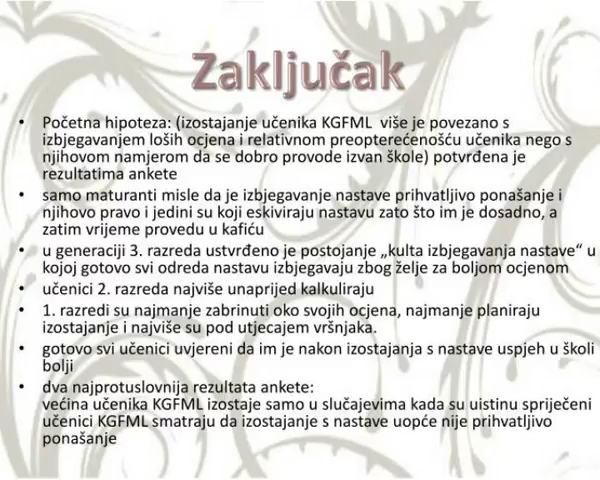 Zaključak
• Početna hipoteza: (izostajanje učenika KGFML više je povezano s
izbjegavanjem loših ocjena i relativnom preopterećenošću učenika nego s
njihovom namjerom da se dobro provode izvan škole) potvrđena je
rezultatima ankete
• samo maturanti misle da je izbjegavanje nastave prihvatljivo ponašanje i
njihovo pravo i jedini su koji eskiviraju nastavu zato što im je dosadno, a
zatim vrijeme provedu u kafiću
• u generaciji 3. razreda ustvrđeno je postojanje „kulta izbjegavanja nastave“ u
kojoj gotovo svi odreda nastavu izbjegavaju zbog želje za boljom ocjenom
• učenici 2. razreda najviše unaprijed kalkuliraju
• 1. razredi su najmanje zabrinuti oko svojih ocjena, najmanje planiraju
izostajanje i najviše su pod utjecajem vršnjaka.
• gotovo svi učenici uvjereni da im je nakon izostajanja s nastave uspjeh u školi
bolji
• dva najprotuslovnija rezultata ankete:
većina učenika KGFML izostaje samo u slučajevima kada su uistinu spriječeni
učenici KGFML smatraju da izostajanje s nastave uopće nije prihvatljivo
ponašanje